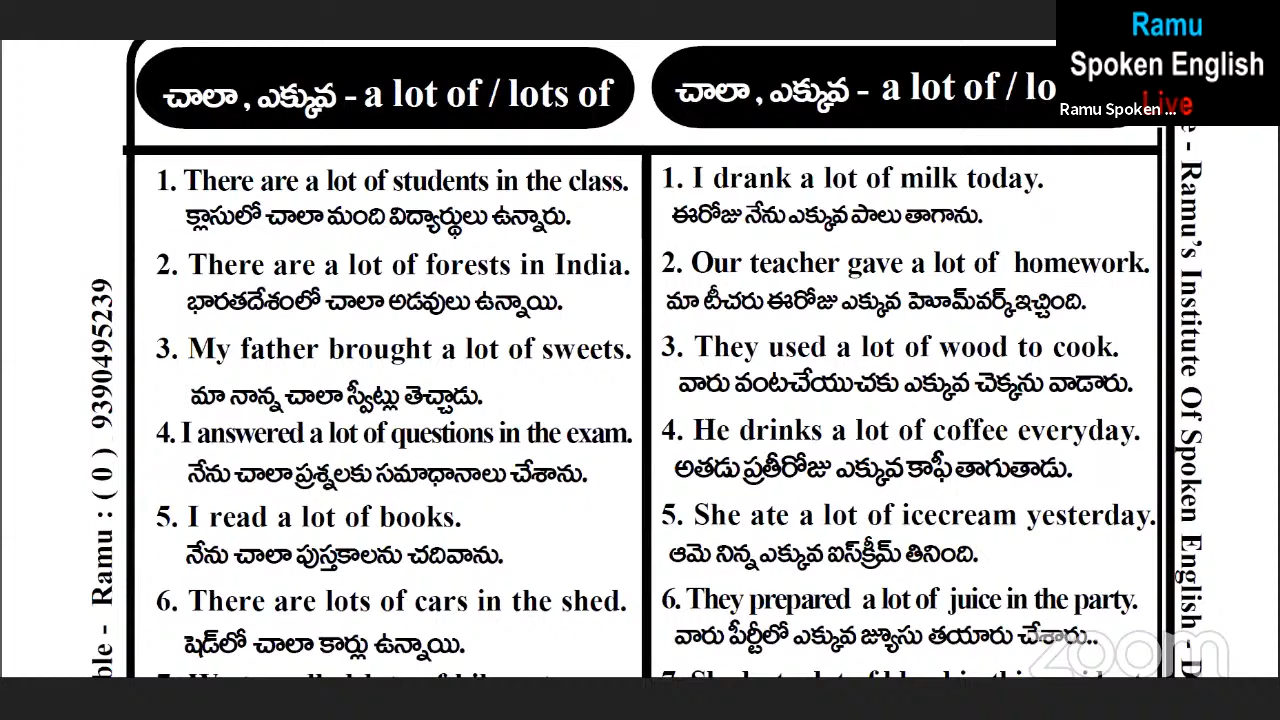 Ramu
Spoken English
Live
Ramu Spoken ...
చాలా , ఎక్కువ - a lot of / lots of
1. There are a lot of students in the class.
క్లాసులో చాలా మంది విద్యార్థులు ఉన్నారు.
2. There are a lot of forests in India.
భారతదేశంలో చాలా అడవులు ఉన్నాయి.
3. My father brought a lot of sweets.
మా నాన్న చాలా స్వీట్లు తెచ్చాడు.
4. I answered a lot of questions in the exam.
నేను చాలా ప్రశ్నలకు సమాధానాలు చేశాను.
5. I read a lot of books.
నేను చాలా పుస్తకాలను చదివాను.
6. There are lots of cars in the shed.
షెడ్‌లో చాలా కార్లు ఉన్నాయి.
చాలా , ఎక్కువ - a lot of / lo
1. I drank a lot of milk today.
ఈరోజు నేను ఎక్కువ పాలు తాగాను.
2. Our teacher gave a lot of homework.
మా టీచరు ఈరోజు ఎక్కువ హెూమ్‌వర్క్ ఇచ్చింది.
3. They used a lot of wood to cook.
వారు వంటచేయుచకు ఎక్కువ చెక్కను వాడారు.
4. He drinks a lot of coffee everyday.
అతడు ప్రతీరోజు ఎక్కువ కాఫీ తాగుతాడు.
5. She ate a lot of icecream yesterday.
ఆమె నిన్న ఎక్కువ ఐస్‌క్రీమ్ తినింది.
6. They prepared a lot of juice in the party.
వారు పీర్టీలో ఎక్కువ జ్యూసు తయారు చేశారు..
ble - Ramu : ( 0 ) 9390495239
e - Ramu's Institute Of Spoken English - D
zoom